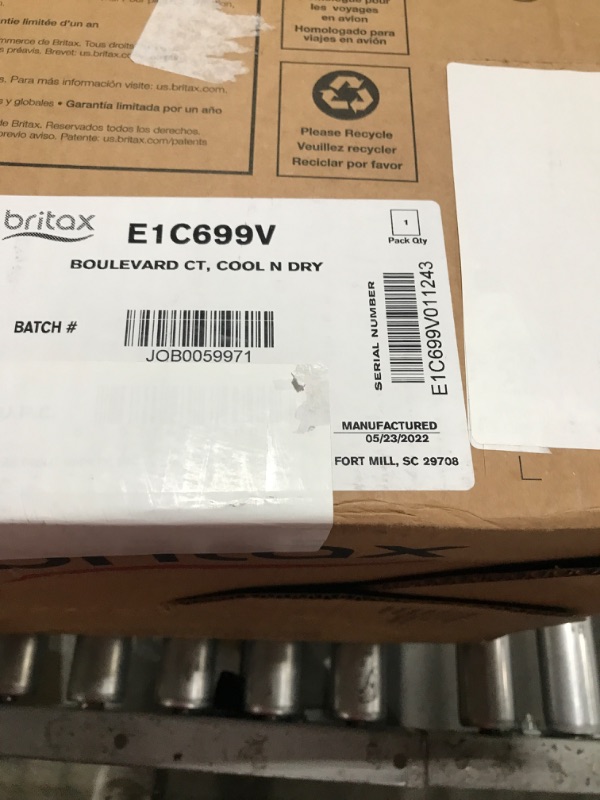 ntie limitée d'un an
mmerce de Britax. Tous droits
préavis. Brevet: us.britax.co
s. Para más información visite: us.britax.com.
s y globales • Garantía limitada por un año
de Britax. Reservados todos los derechos.
previo aviso. Patente: us.britax.com/patents
les voyages
en avion
Homologado para
viajes en avión
Please Recycle
Veuillez recycler
Reciclar por favor
britax
E1C699V
BOULEVARD CT, COOL N DRY
1
Pack Qty
BATCH #
JOB0059971
SERIAL NUMBER
E1C699V011243
MANUFACTURED
05/23/2022
FORT MILL, SC 29708
britax